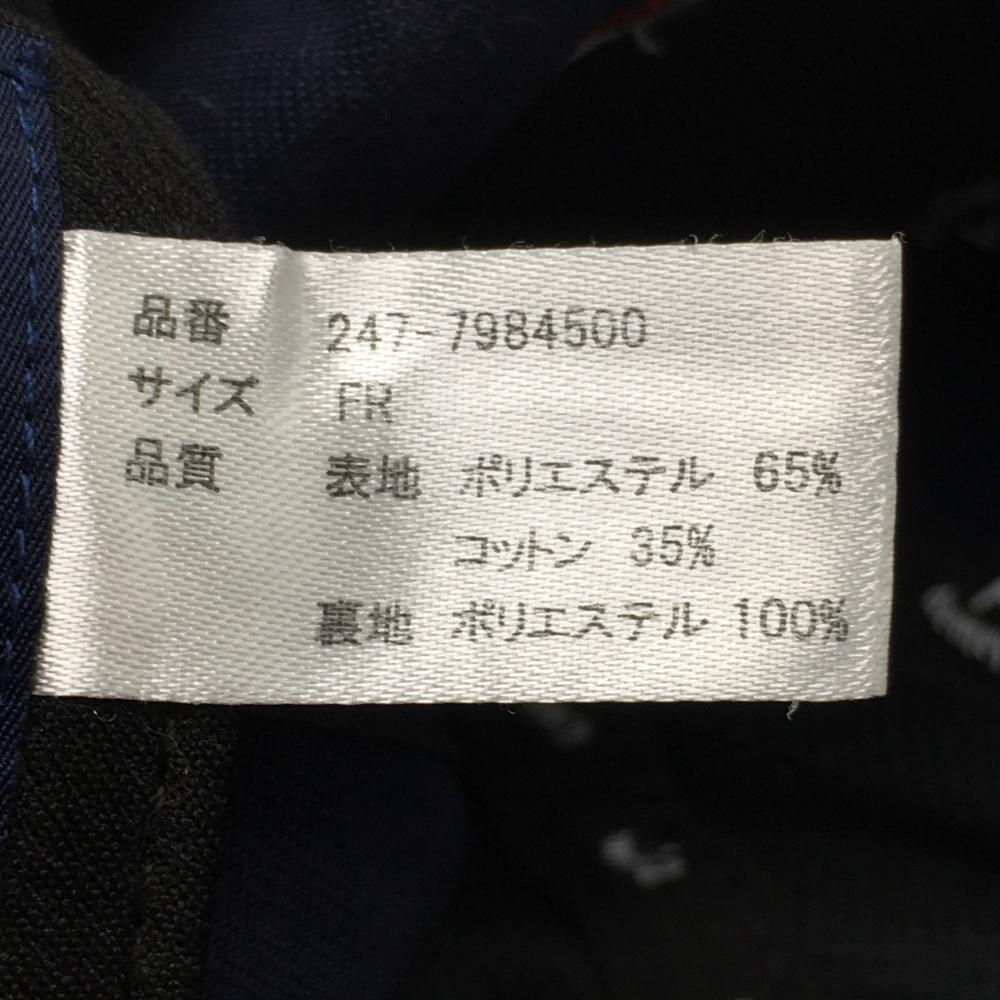 品番 247-7984500
サイズ FR
品質 表地 ポリエステル 65%
コットン 35%
裏地 ポリエステル 100%